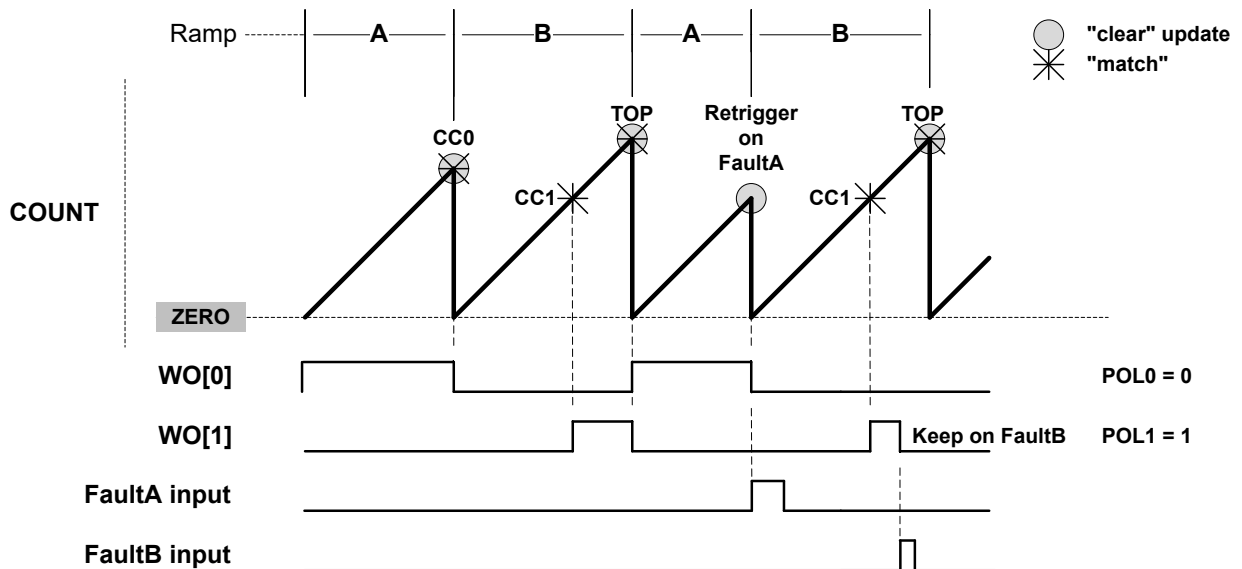 Ramp A B A B
"clear" update
"match"
CC0
TOP
Retrigger
on
FaultA
TOP
CC1
CC1
COUNT
ZERO
WO[0]
POL0 = 0
WO[1]
Keep on FaultB
POL1 = 1
FaultA input
FaultB input